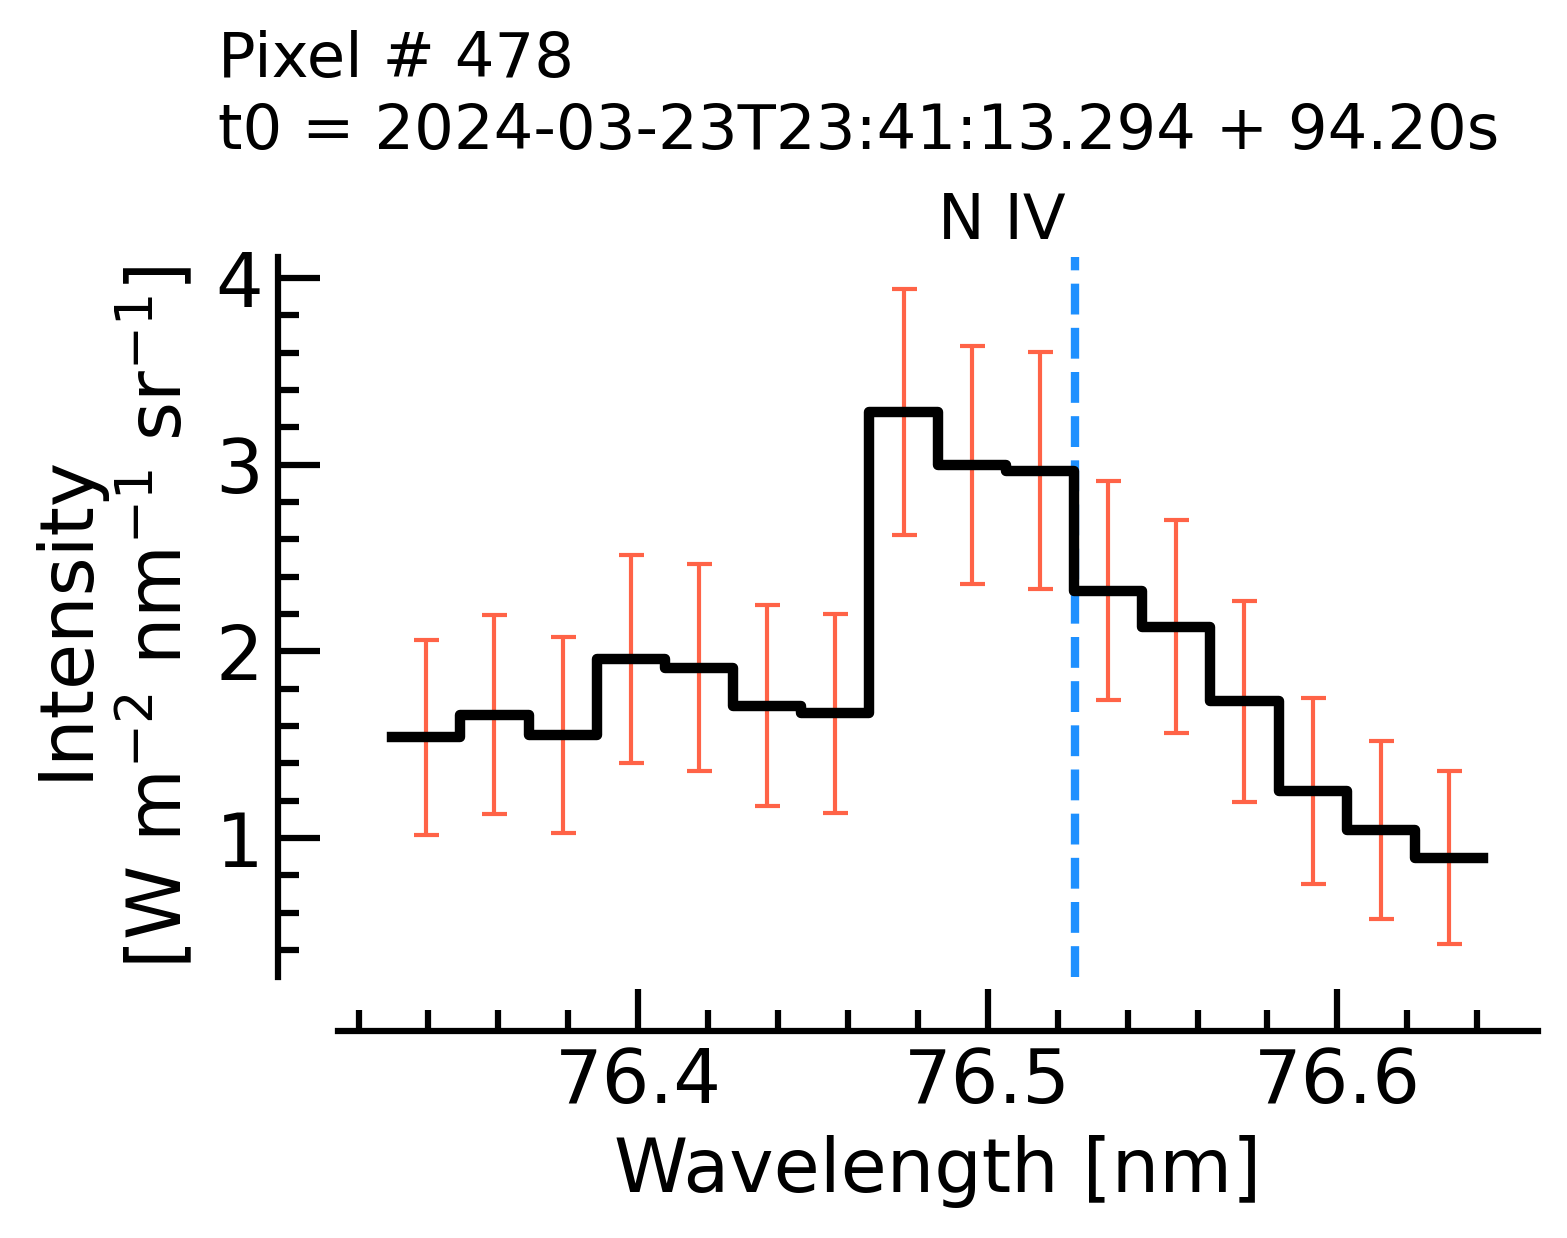 Pixel # 478
t0 = 2024-03-23T23:41:13.294 + 94.20s
N IV
Intensity
[W m⁻² nm⁻¹ sr⁻¹]
4
3
2
1
76.4 76.5 76.6
Wavelength [nm]